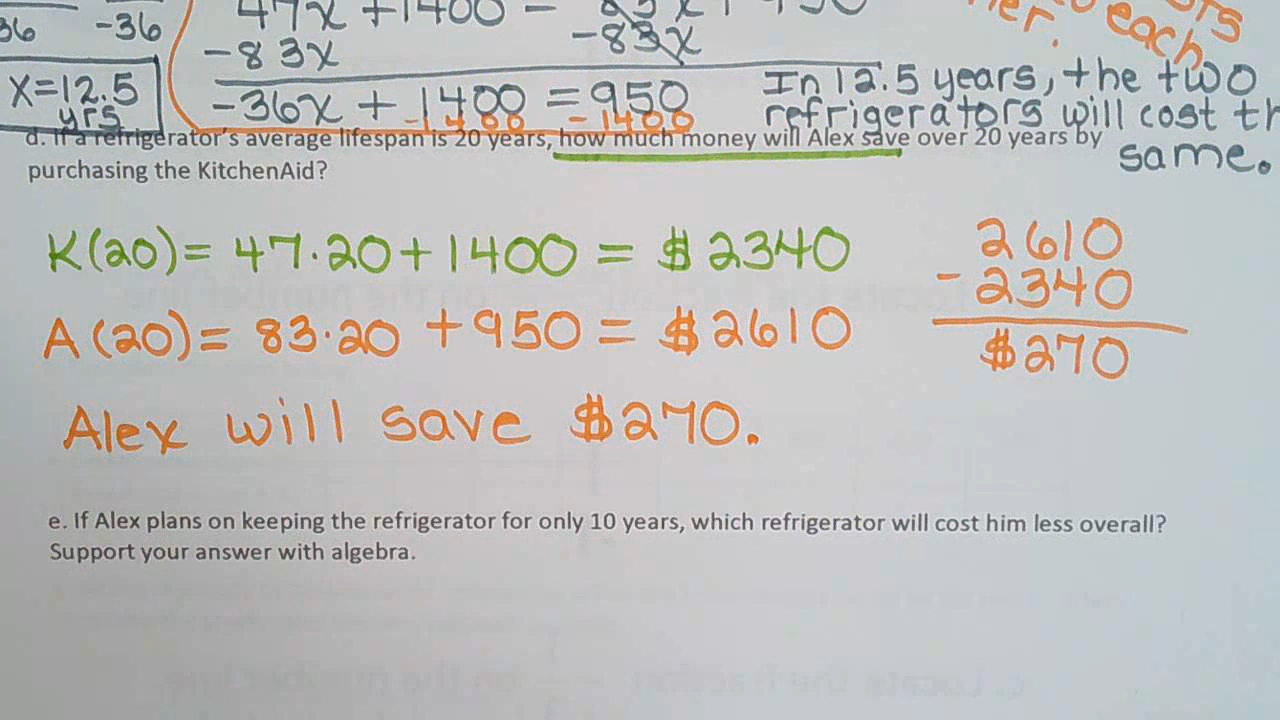 36 -36
47x +1400 =
-83x -83x
her. each
x=12.5 yrs
-36x + 1400 = 950
-1400 -1400
In 12.5 years, the two
refrigerators will cost th
same.
d. If a refrigerator's average lifespan is 20 years, how much money will Alex save over 20 years by
purchasing the KitchenAid?
K(20) = 47·20 + 1400 = $2340
A(20) = 83·20 + 950 = $2610
2610
- 2340
$270
Alex will save $270.
e. If Alex plans on keeping the refrigerator for only 10 years, which refrigerator will cost him less overall?
Support your answer with algebra.